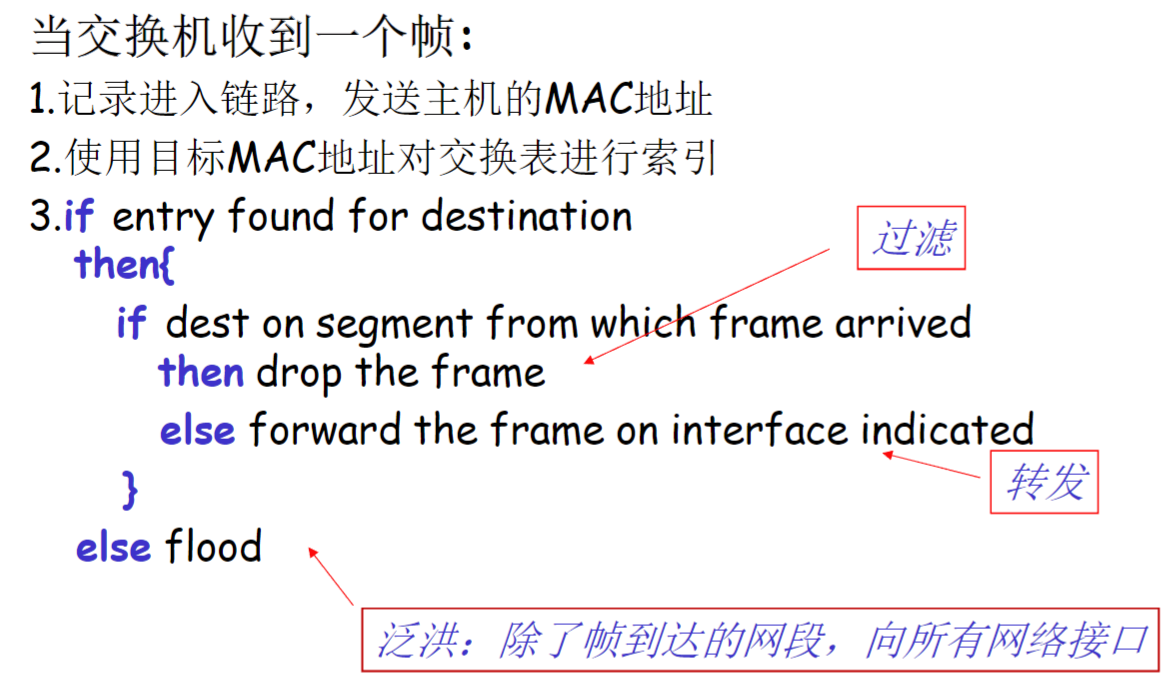 当交换机收到一个帧:
1.记录进入链路，发送主机的MAC地址
2.使用目标MAC地址对交换表进行索引
3.if entry found for destination
过滤
then{
if dest on segment from which frame arrived
then drop the frame
else forward the frame on interface indicated
转发
}
else flood
泛洪：除了帧到达的网段，向所有网络接口